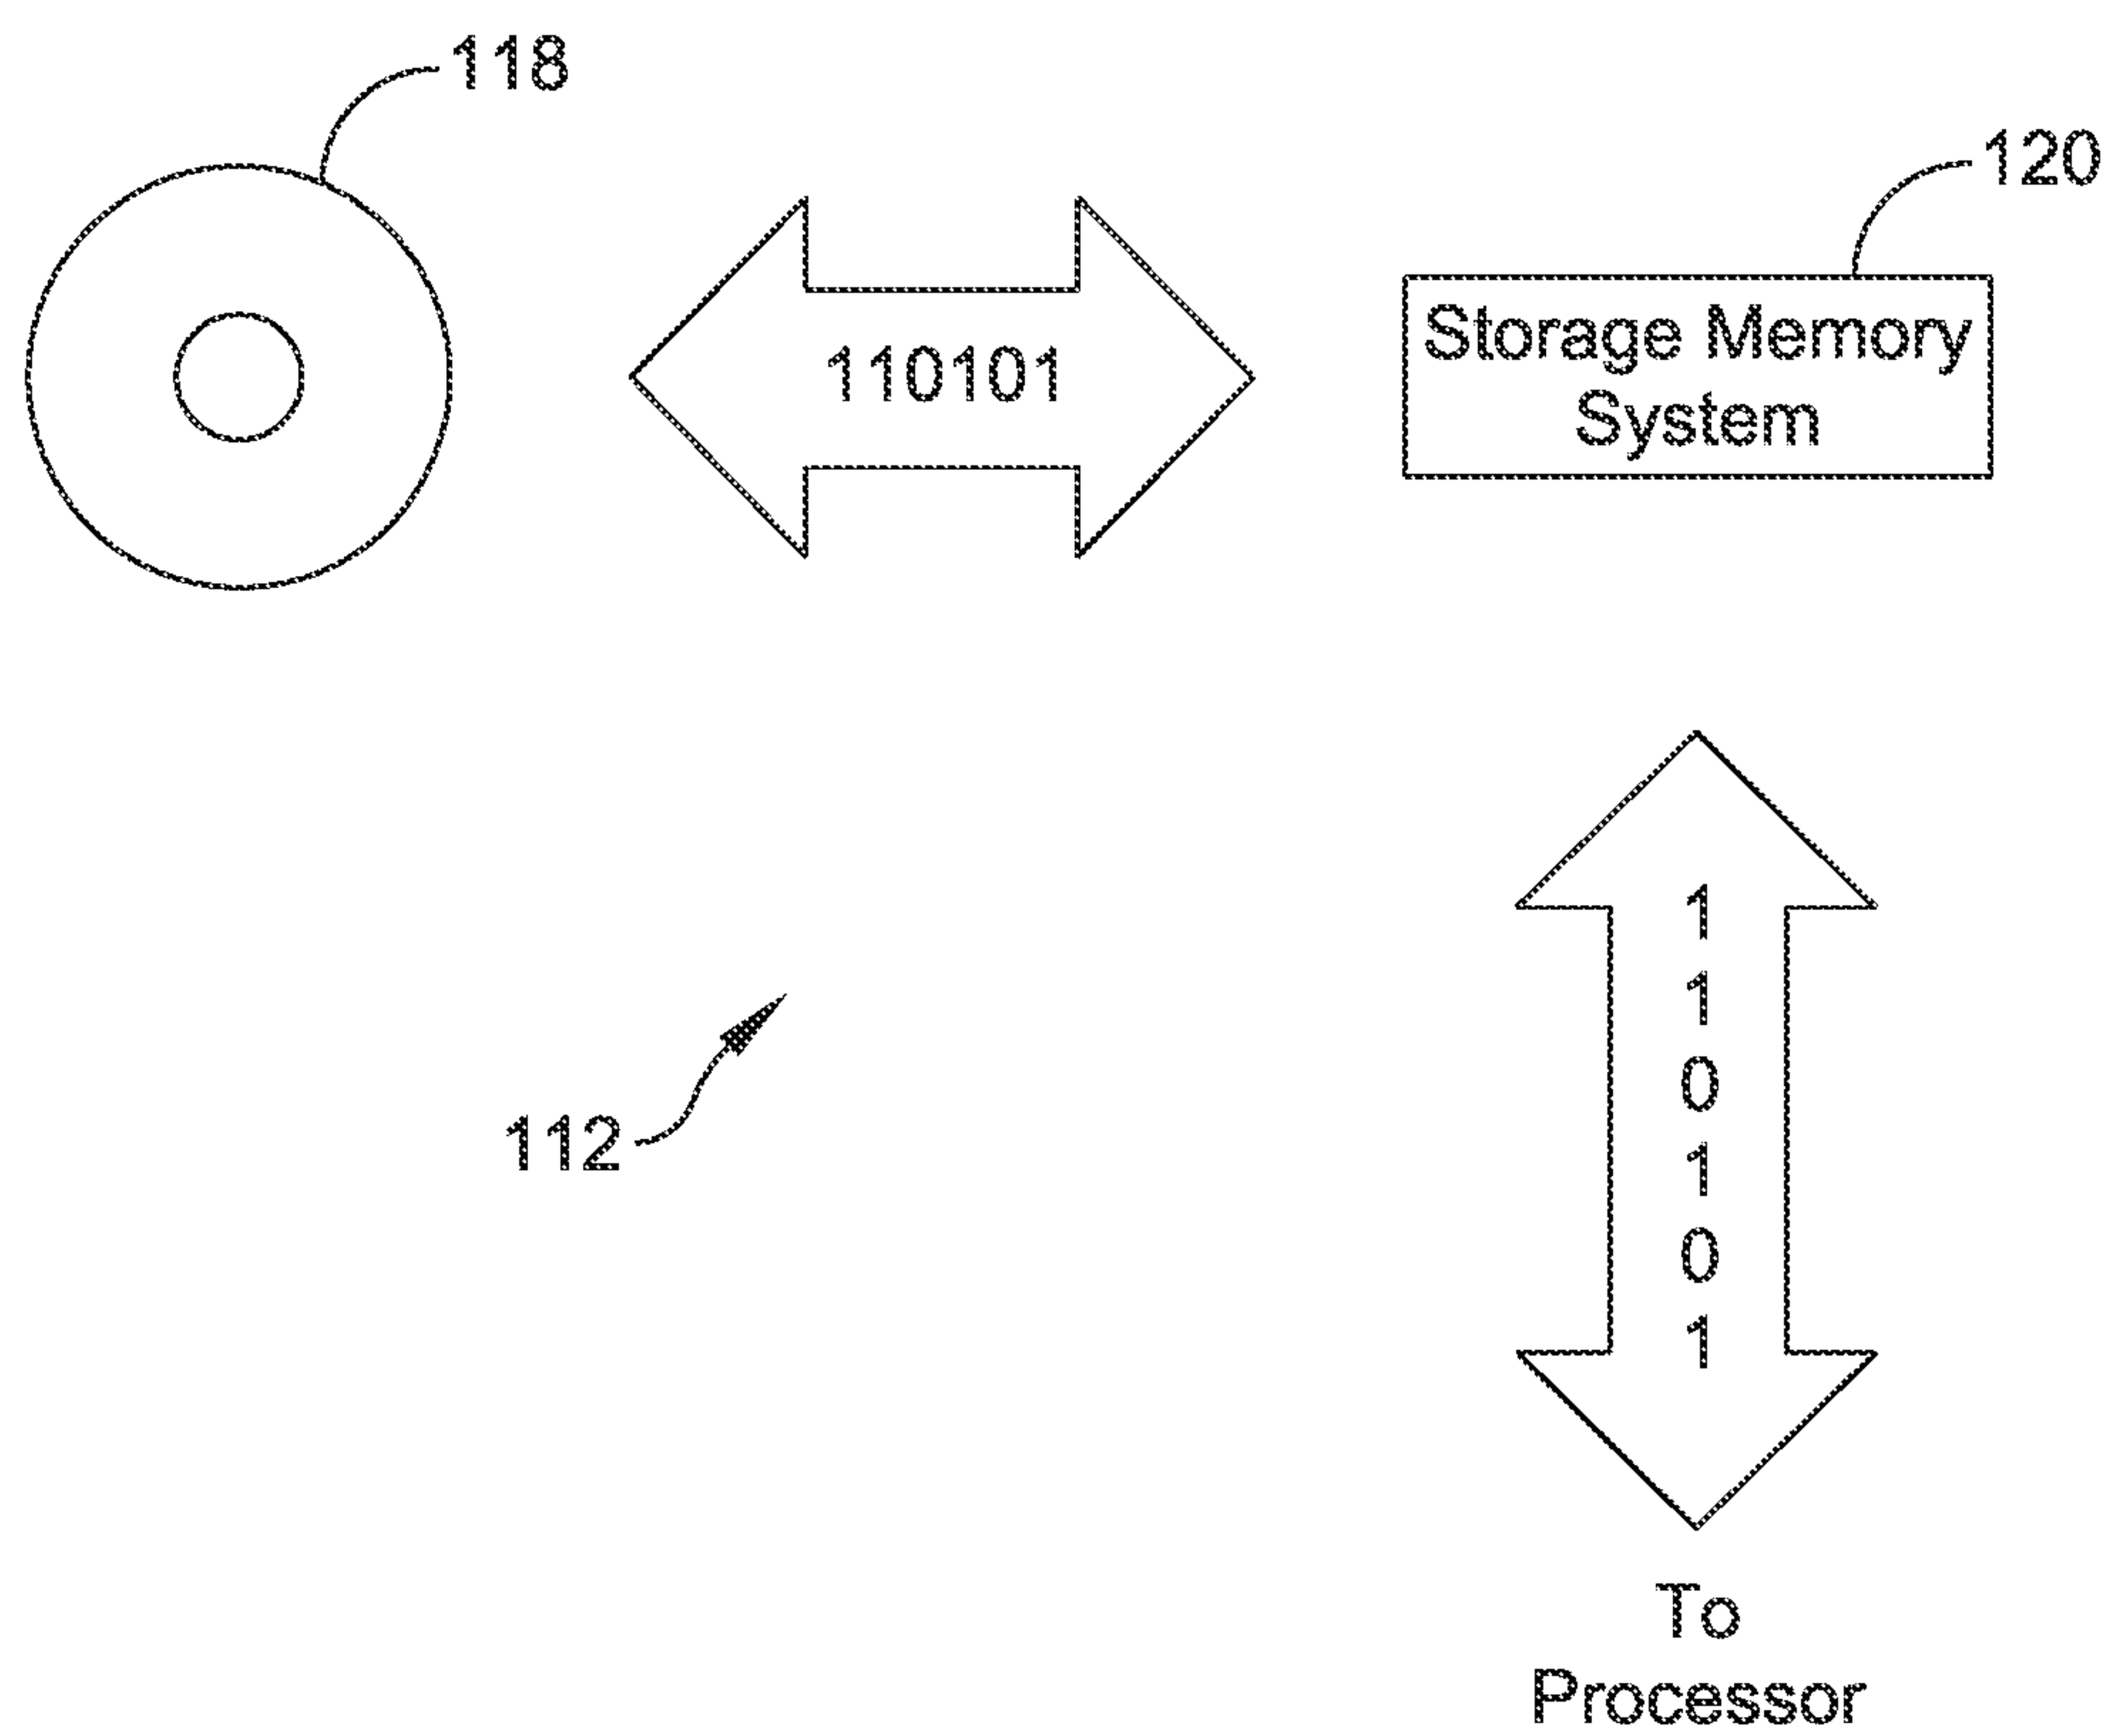 118
120
110101
Storage Memory
System
1
1
0
1
0
1
112
To
Processor